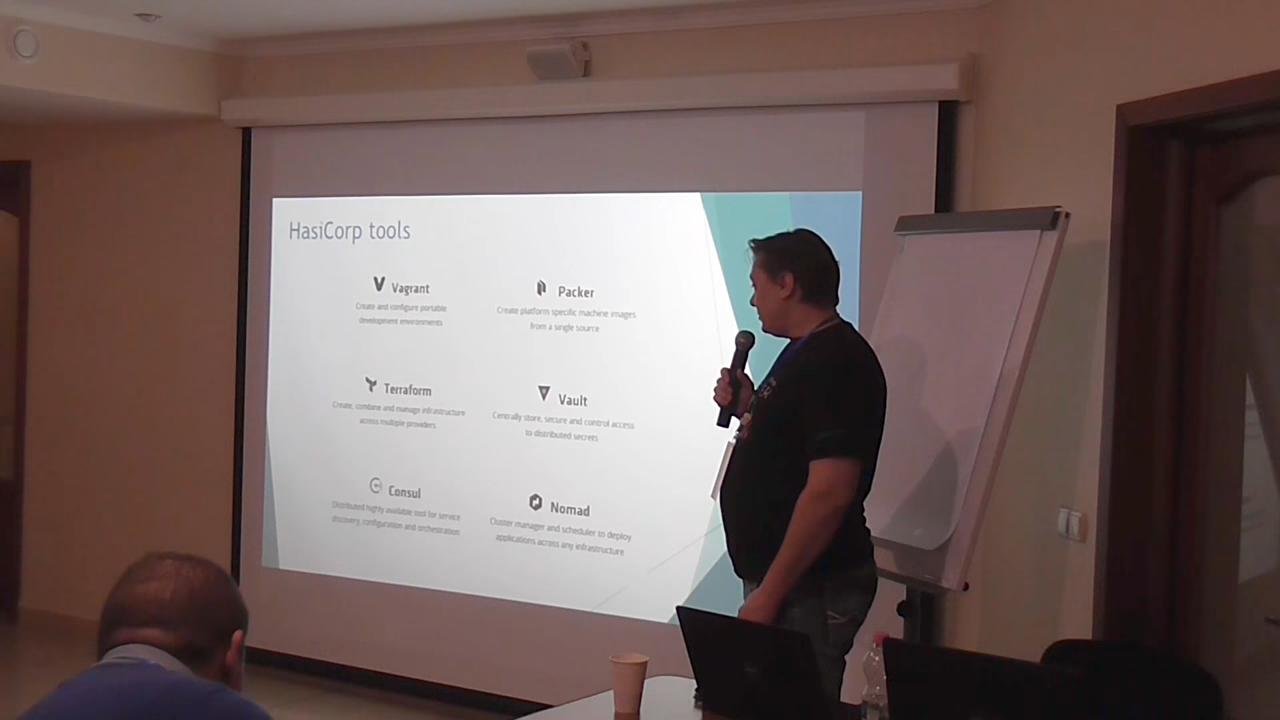 HasiCorp tools
Vagrant
Create and configure portable
development environments
Packer
Create platform specific machine images
from a single source
Terraform
Create, combine and manage infrastructure
across multiple providers
Vault
Centrally store, secure and control access
to distributed secrets
Consul
Distributed highly available tool for service
discovery, configuration and orchestration
Nomad
Cluster manager and scheduler to deploy
applications across any infrastructure